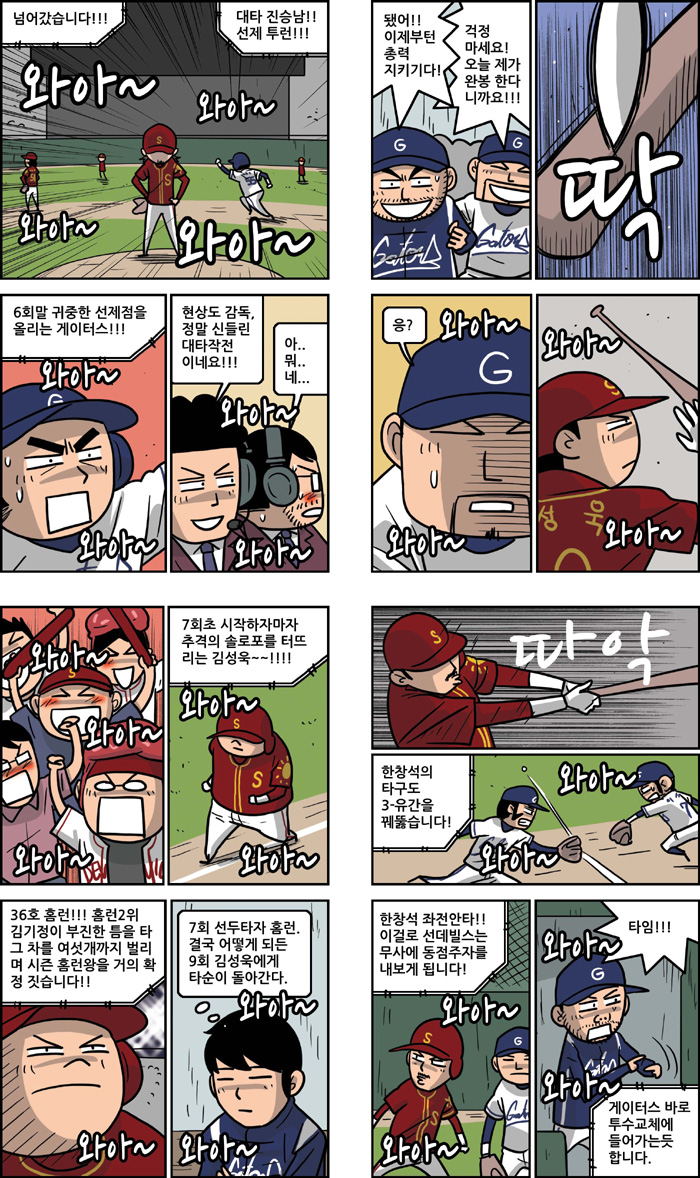 넘어갔습니다!!!
대타 진승남!!
선제 투런!!!
와아~
와아~
와아~
와아~
S
S
됐어!!
이제부턴
총력
지키기다!
걱정
마세요!
오늘 제가
완봉 한다
니까요!!!
G
G
Gators
Gators
딱
6회말 귀중한 선제점을
올리는 게이터스!!!
와아~
G
와아~
현상도 감독,
정말 신들린
대타작전
이네요!!!
아..
뭐..
네...
와아~
와아~
응?
와아~
G
와아~
와아~
S
성 욱
와아~
와아~
S
와아~
와아~
7회초 시작하자마자
추격의 솔로포를 터뜨
리는 김성욱~~!!!!
와아~
S
S
와아~
따악
S
한창석의
타구도
3-유간을
꿰뚫습니다!
와아~
와아~
36호 홈런!!! 홈런2위
김기정이 부진한 틈을 타
그 차를 여섯개까지 벌리
며 시즌 홈런왕을 거의 확
정 짓습니다!!
와아~
7회 선두타자 홈런.
결국 어떻게 되든
9회 김성욱에게
타순이 돌아간다.
와아~
와아~
한창석 좌전안타!!
이걸로 선데빌스는
무사에 동점주자를
내보게 됩니다!
S
G
S
와아~
타임!!!
와아~
G
와아~
게이터스 바로
투수교체에
들어가는듯
합니다.